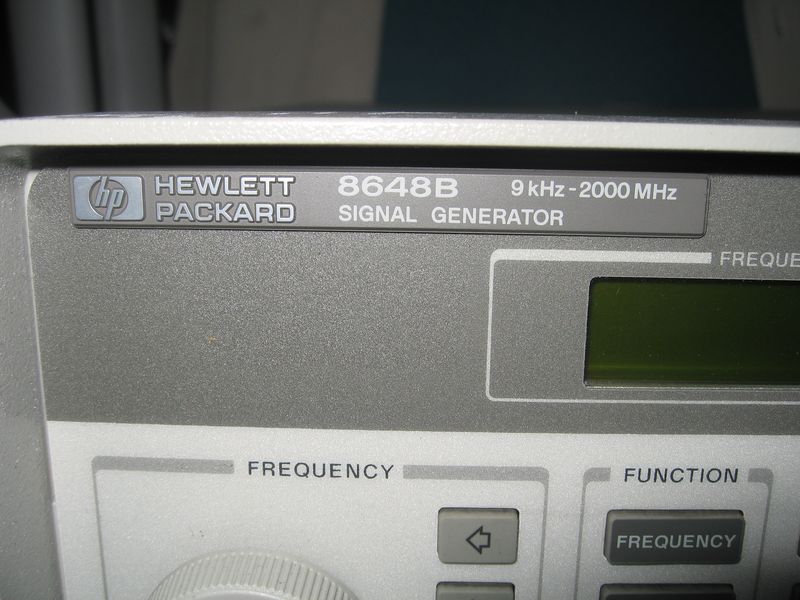 hp HEWLETT PACKARD
8648B 9 kHz - 2000 MHz
SIGNAL GENERATOR
FREQUE
FREQUENCY
FUNCTION
FREQUENCY